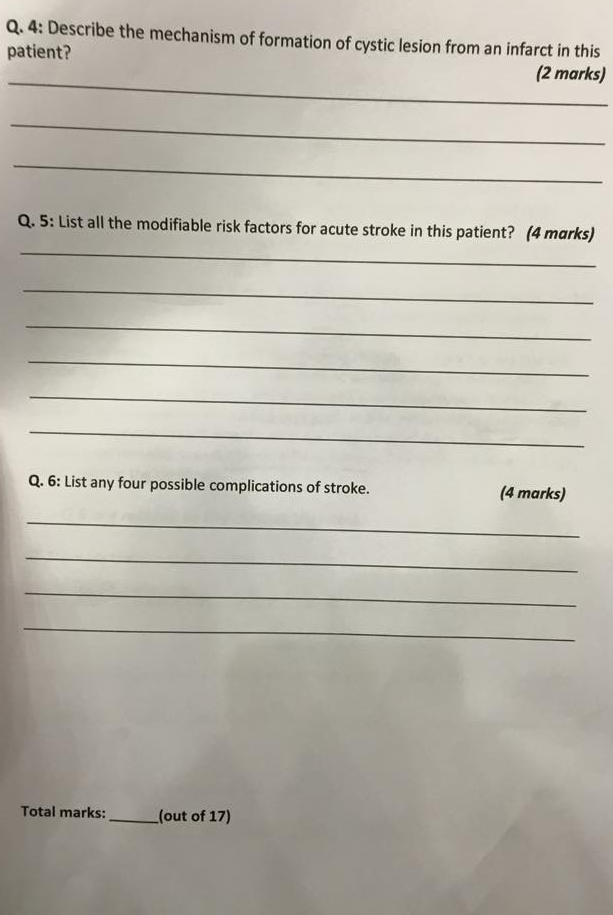 Q. 4: Describe the mechanism of formation of cystic lesion from an infarct in this
patient?
(2 marks)
Q. 5: List all the modifiable risk factors for acute stroke in this patient? (4 marks)
Q. 6: List any four possible complications of stroke. (4 marks)
Total marks: ______(out of 17)